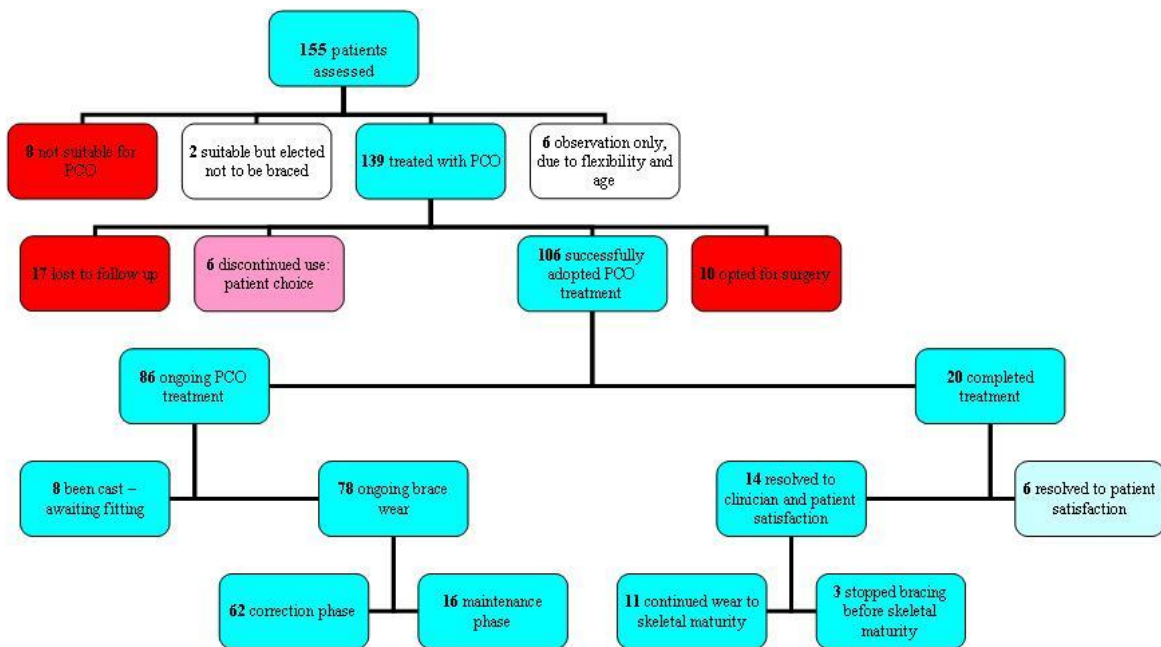 155 patients
assessed
8 not suitable for
PCO
2 suitable but elected
not to be braced
139 treated with PCO
6 observation only,
due to flexibility and
age
17 lost to follow up
6 discontinued use:
patient choice
106 successfully
adopted PCO
treatment
10 opted for surgery
86 ongoing PCO
treatment
20 completed
treatment
8 been cast –
awaiting fitting
78 ongoing brace
wear
14 resolved to
clinician and patient
satisfaction
6 resolved to patient
satisfaction
62 correction phase
16 maintenance
phase
11 continued wear to
skeletal maturity
3 stopped bracing
before skeletal
maturity